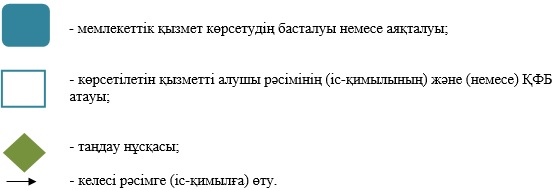 - мемлекеттік қызмет көрсетудің басталуы немесе аяқталуы;
- көрсетілетін қызметті алушы рәсімінің (іс-қимылының) және (немесе) ҚФБ
атауы;
- таңдау нұсқасы;
- келесі рәсімге (іс-қимылға) өту.